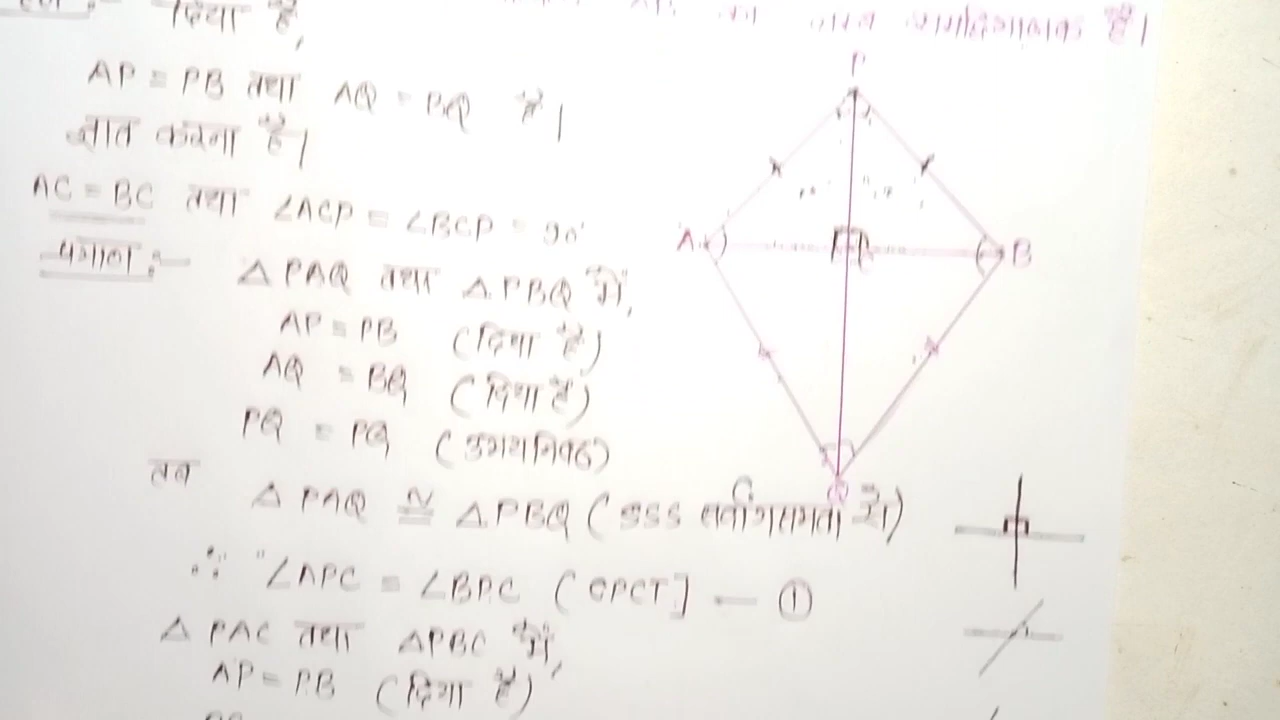 दिया है,
AP = PB तथा AQ = BQ है।
ज्ञात करना है।
AC = BC तथा ∠ACP = ∠BCP = 90°
△ PAQ तथा △ PBQ में,
AP = PB (दिया है)
AQ = BQ (दिया है)
PQ = PQ (उभयनिष्ठ)
तब
△ PAQ ≅ △PBQ (SSS सर्वांगसमता से)
∴ ∠APC = ∠BPC (CPCT] — ①
△ PAC तथा △PBC में,
AP = PB (दिया है)
P
A
B
Q